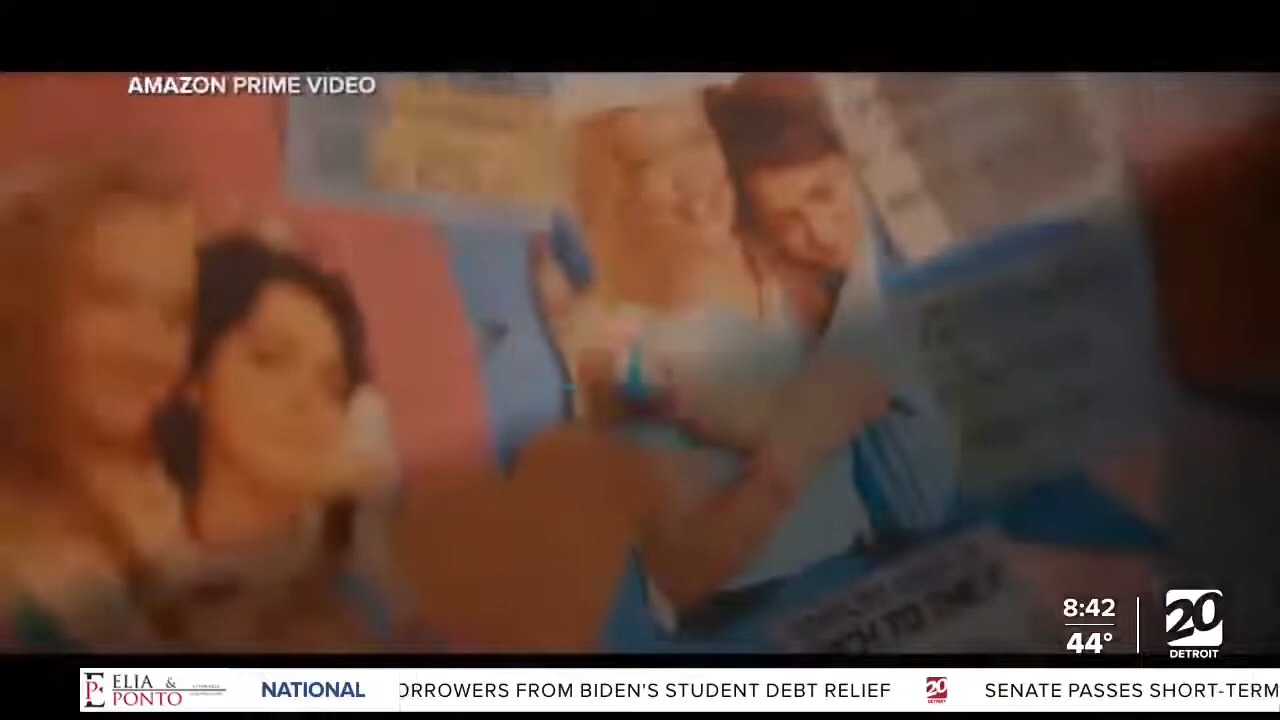 AMAZON PRIME VIDEO
8:42
44°
20
DETROIT
ELIA &
PONTO
NATIONAL
ORROWERS FROM BIDEN'S STUDENT DEBT RELIEF
20
DETROIT
SENATE PASSES SHORT-TERM